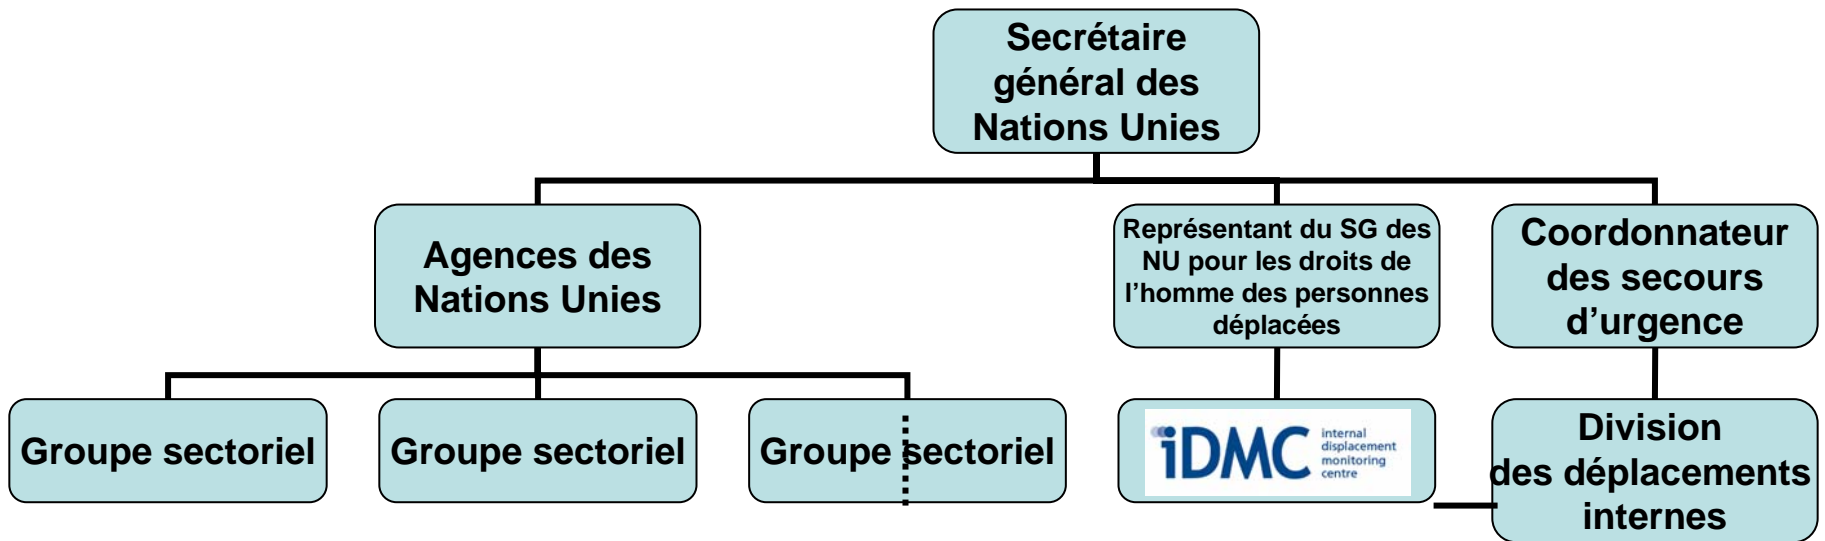 Secrétaire
général des
Nations Unies
Agences des
Nations Unies
Représentant du SG des
NU pour les droits de
l’homme des personnes
déplacées
Coordonnateur
des secours
d’urgence
Groupe sectoriel
Groupe sectoriel
Groupe sectoriel
iDMC
internal
displacement
monitoring
centre
Division
des déplacements
internes